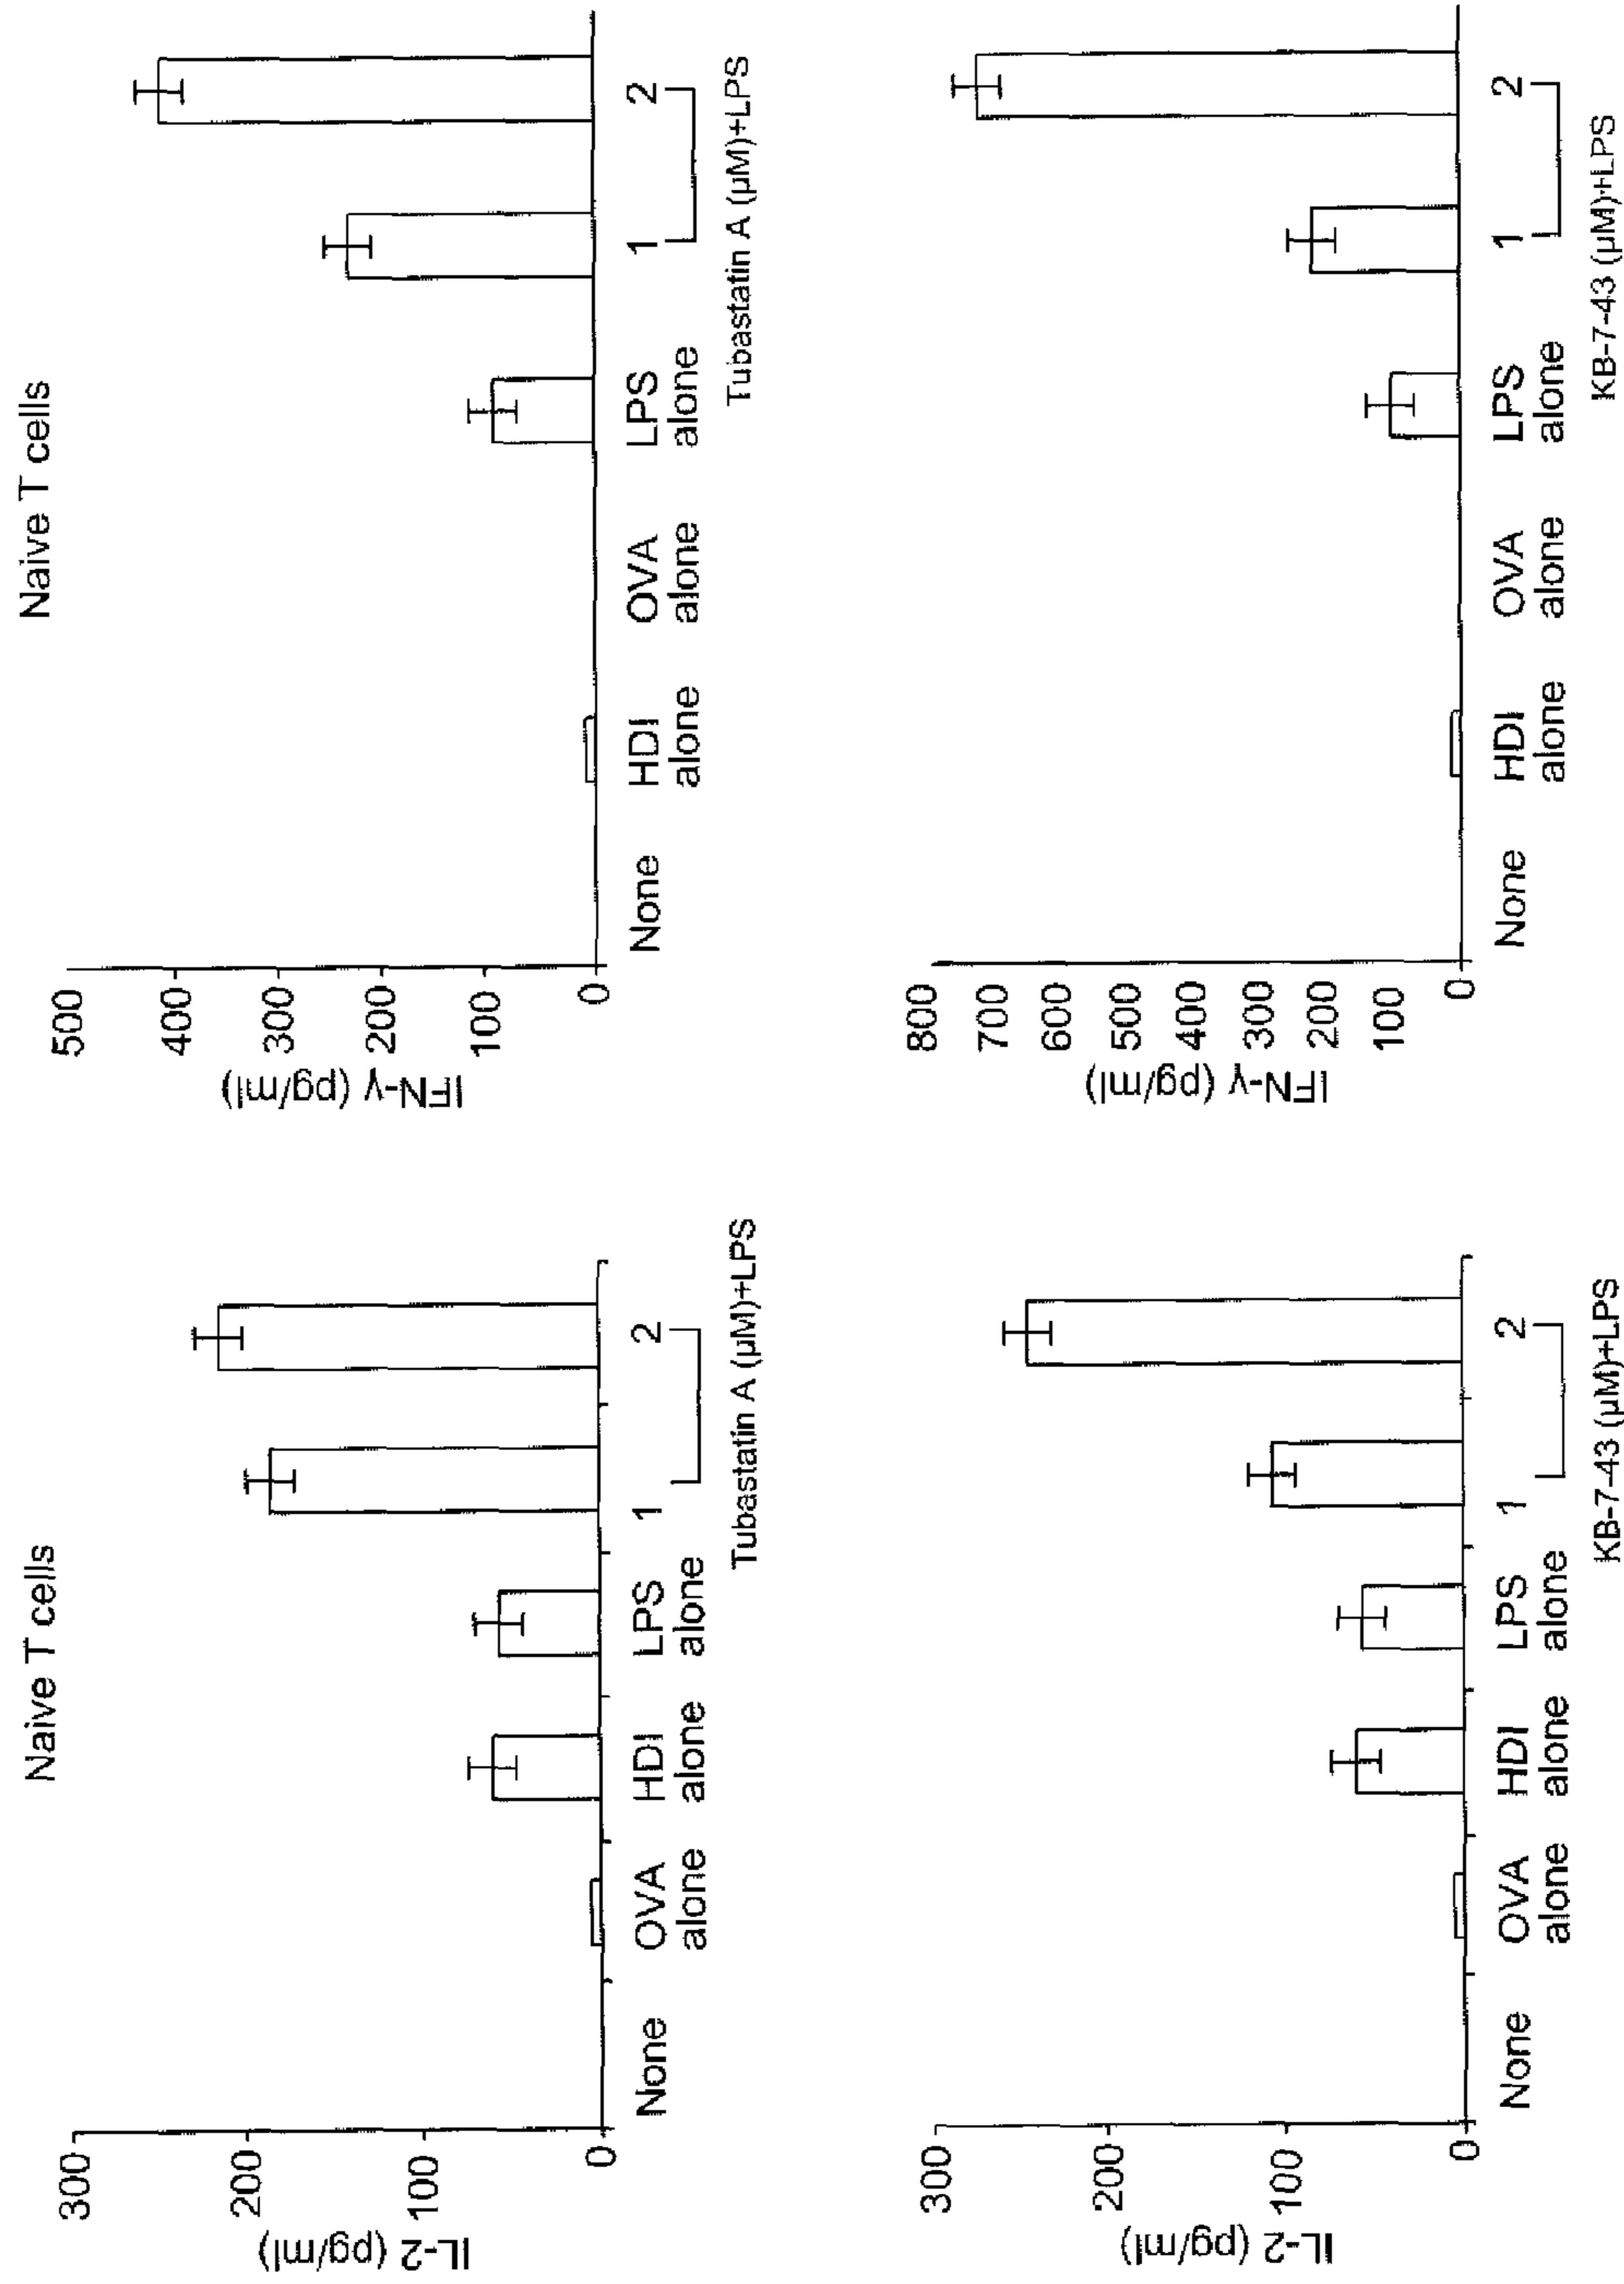 Naive T cells
IL-2 (pg/ml)
300
200
100
0
None
OVA
alone
HDI
alone
LPS
alone
1
2
Tubastatin A (µM)+LPS
Naive T cells
IFN-γ (pg/ml)
500
400
300
200
100
0
None
HDI
alone
OVA
alone
LPS
alone
1
2
Tubastatin A (µM)+LPS
IL-2 (pg/ml)
300
200
100
0
None
OVA
alone
HDI
alone
LPS
alone
1
2
KB-7-43 (µM)+LPS
IFN-γ (pg/ml)
800
700
600
500
400
300
200
100
0
None
HDI
alone
OVA
alone
LPS
alone
1
2
KB-7-43 (µM)+LPS